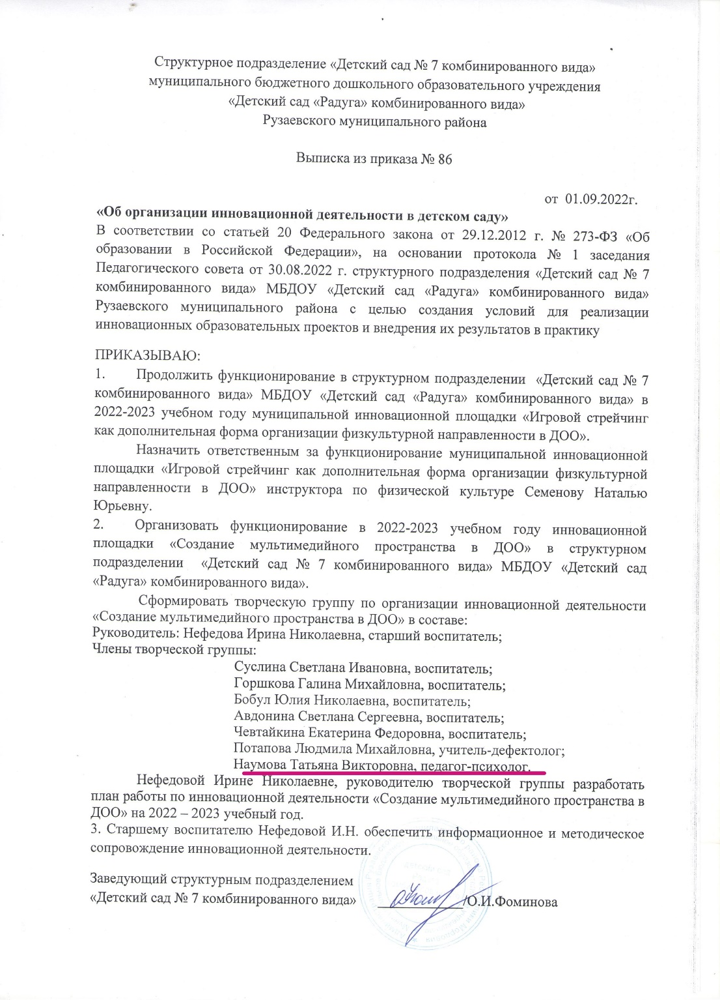 Структурное подразделение «Детский сад № 7 комбинированного вида»
муниципального бюджетного дошкольного образовательного учреждения
«Детский сад «Радуга» комбинированного вида»
Рузаевского муниципального района
Выписка из приказа № 86
от 01.09.2022г.
«Об организации инновационной деятельности в детском саду»
В соответствии со статьей 20 Федерального закона от 29.12.2012 г. № 273-ФЗ «Об
образовании в Российской Федерации», на основании протокола № 1 заседания
Педагогического совета от 30.08.2022 г. структурного подразделения «Детский сад № 7
комбинированного вида» МБДОУ «Детский сад «Радуга» комбинированного вида»
Рузаевского муниципального района с целью создания условий для реализации
инновационных образовательных проектов и внедрения их результатов в практику
ПРИКАЗЫВАЮ:
1. Продолжить функционирование в структурном подразделении «Детский сад № 7
комбинированного вида» МБДОУ «Детский сад «Радуга» комбинированного вида» в
2022-2023 учебном году муниципальной инновационной площадки «Игровой стрейчинг
как дополнительная форма организации физкультурной направленности в ДОО».
Назначить ответственным за функционирование муниципальной инновационной
площадки «Игровой стрейчинг как дополнительная форма организации физкультурной
направленности в ДОО» инструктора по физической культуре Семенову Наталью
Юрьевну.
2. Организовать функционирование в 2022-2023 учебном году инновационной
площадки «Создание мультимедийного пространства в ДОО» в структурном
подразделении «Детский сад № 7 комбинированного вида» МБДОУ «Детский сад
«Радуга» комбинированного вида».
Сформировать творческую группу по организации инновационной деятельности
«Создание мультимедийного пространства в ДОО» в составе:
Руководитель: Нефедова Ирина Николаевна, старший воспитатель;
Члены творческой группы:
Суслина Светлана Ивановна, воспитатель;
Горшкова Галина Михайловна, воспитатель;
Бобул Юлия Николаевна, воспитатель;
Авдонина Светлана Сергеевна, воспитатель;
Чевтайкина Екатерина Федоровна, воспитатель;
Потапова Людмила Михайловна, учитель-дефектолог;
Наумова Татьяна Викторовна, педагог-психолог.
Нефедовой Ирине Николаевне, руководителю творческой группы разработать
план работы по инновационной деятельности «Создание мультимедийного пространства в
ДОО» на 2022 – 2023 учебный год.
3. Старшему воспитателю Нефедовой И.Н. обеспечить информационное и методическое
сопровождение инновационной деятельности.
Заведующий структурным подразделением
«Детский сад № 7 комбинированного вида» ____________/О.И.Фоминова